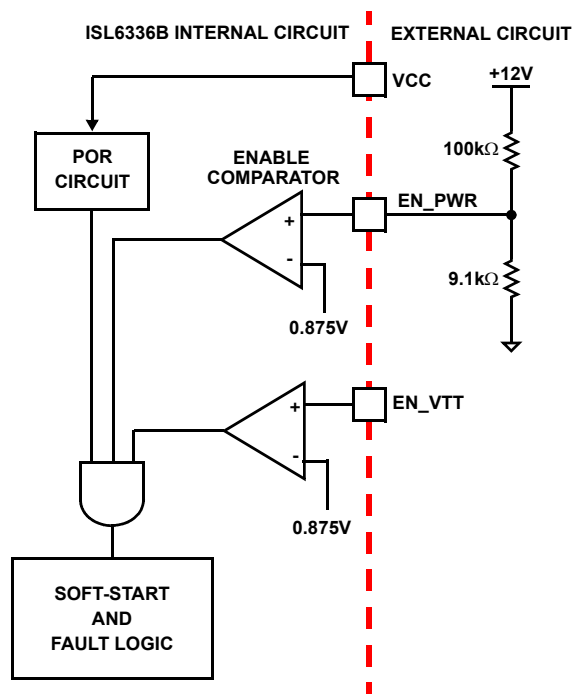 ISL6336B INTERNAL CIRCUIT
EXTERNAL CIRCUIT
VCC
+12V
POR
CIRCUIT
100kΩ
ENABLE
COMPARATOR
EN_PWR
+
-
0.875V
9.1kΩ
EN_VTT
+
-
0.875V
SOFT-START
AND
FAULT LOGIC